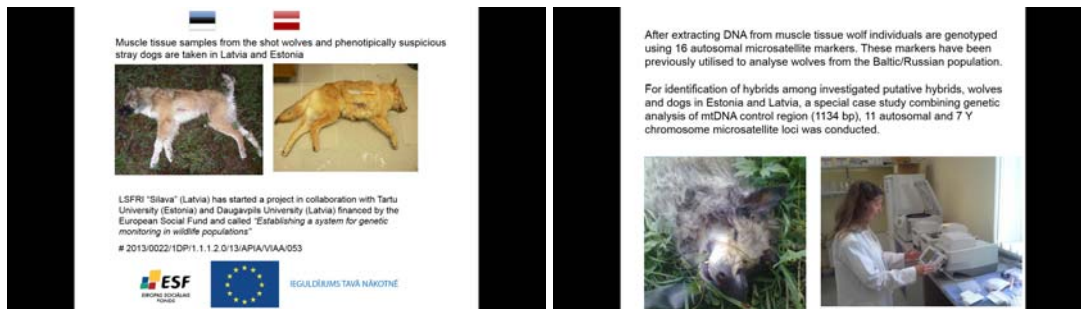 Muscle tissue samples from the shot wolves and phenotipically suspicious
stray dogs are taken in Latvia and Estonia
LSFRI "Silava" (Latvia) has started a project in collaboration with Tartu
University (Estonia) and Daugavpils University (Latvia) financed by the
European Social Fund and called "Establishing a system for genetic
monitoring in wildlife populations"
# 2013/0022/1DP/1.1.1.2.0/13/APIA/VIAA/053
ESF
EIROPAS SOCIĀLAIS
FONDS
IEGULDĪJUMS TAVĀ NĀKOTNĒ
After extracting DNA from muscle tissue wolf individuals are genotyped
using 16 autosomal microsatellite markers. These markers have been
previously utilised to analyse wolves from the Baltic/Russian population.
For identification of hybrids among investigated putative hybrids, wolves
and dogs in Estonia and Latvia, a special case study combining genetic
analysis of mtDNA control region (1134 bp), 11 autosomal and 7 Y
chromosome microsatellite loci was conducted.